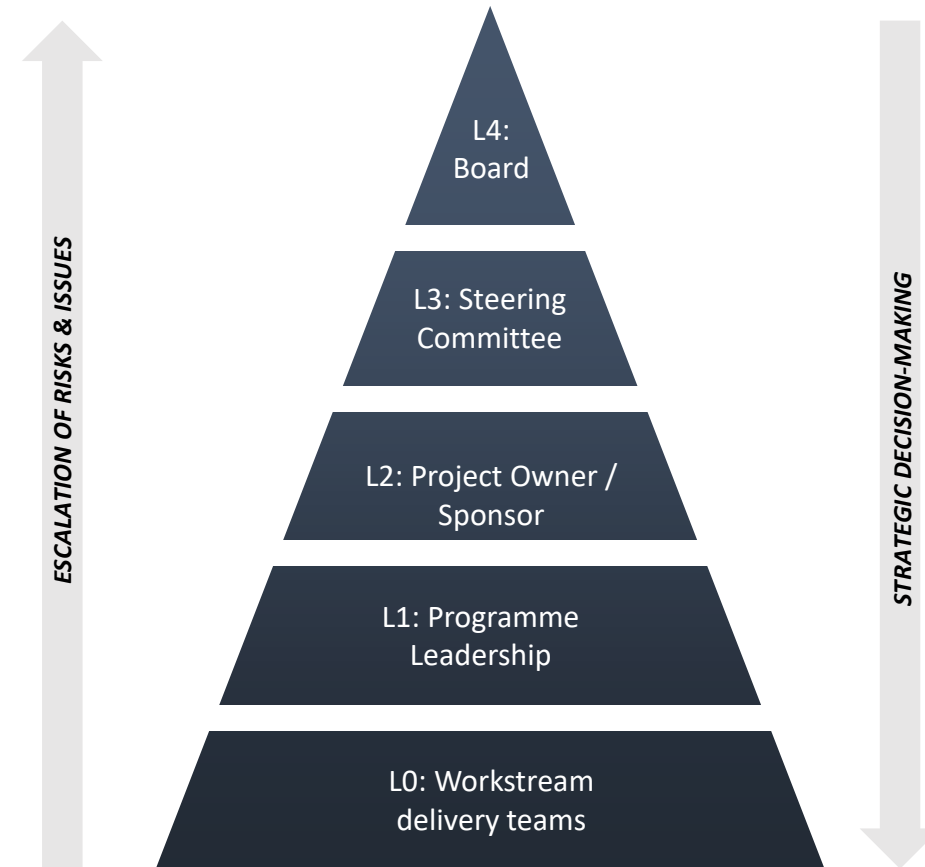 L4:
Board
L3: Steering
Committee
L2: Project Owner /
Sponsor
L1: Programme
Leadership
L0: Workstream
delivery teams
ESCALATION OF RISKS & ISSUES
STRATEGIC DECISION-MAKING